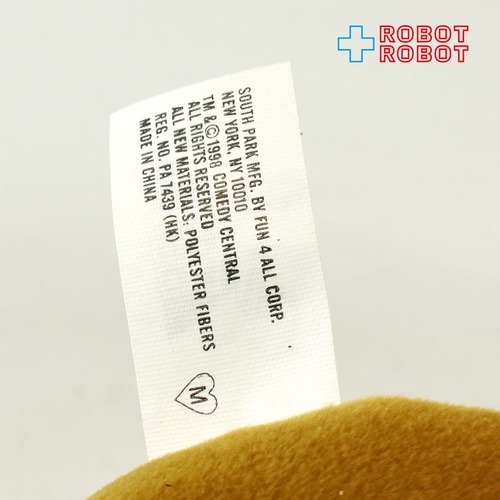 ROBOT
ROBOT
SOUTH PARK MFG. BY FUN 4 ALL CORP.
NEW YORK, NY 10010
TM & © 1998 COMEDY CENTRAL
ALL RIGHTS RESERVED
ALL NEW MATERIALS: POLYESTER FIBERS
REG. NO. PA 7439 (HK)
MADE IN CHINA
M